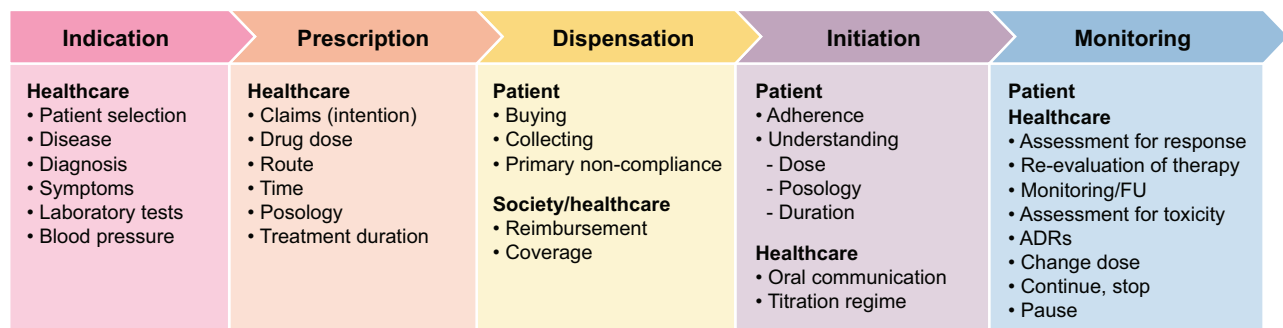 Indication
Healthcare
• Patient selection
• Disease
• Diagnosis
• Symptoms
• Laboratory tests
• Blood pressure
Prescription
Healthcare
• Claims (intention)
• Drug dose
• Route
• Time
• Posology
• Treatment duration
Dispensation
Patient
• Buying
• Collecting
• Primary non-compliance
Society/healthcare
• Reimbursement
• Coverage
Initiation
Patient
• Adherence
• Understanding
- Dose
- Posology
- Duration
Healthcare
• Oral communication
• Titration regime
Monitoring
Patient
Healthcare
• Assessment for response
• Re-evaluation of therapy
• Monitoring/FU
• Assessment for toxicity
• ADRs
• Change dose
• Continue, stop
• Pause